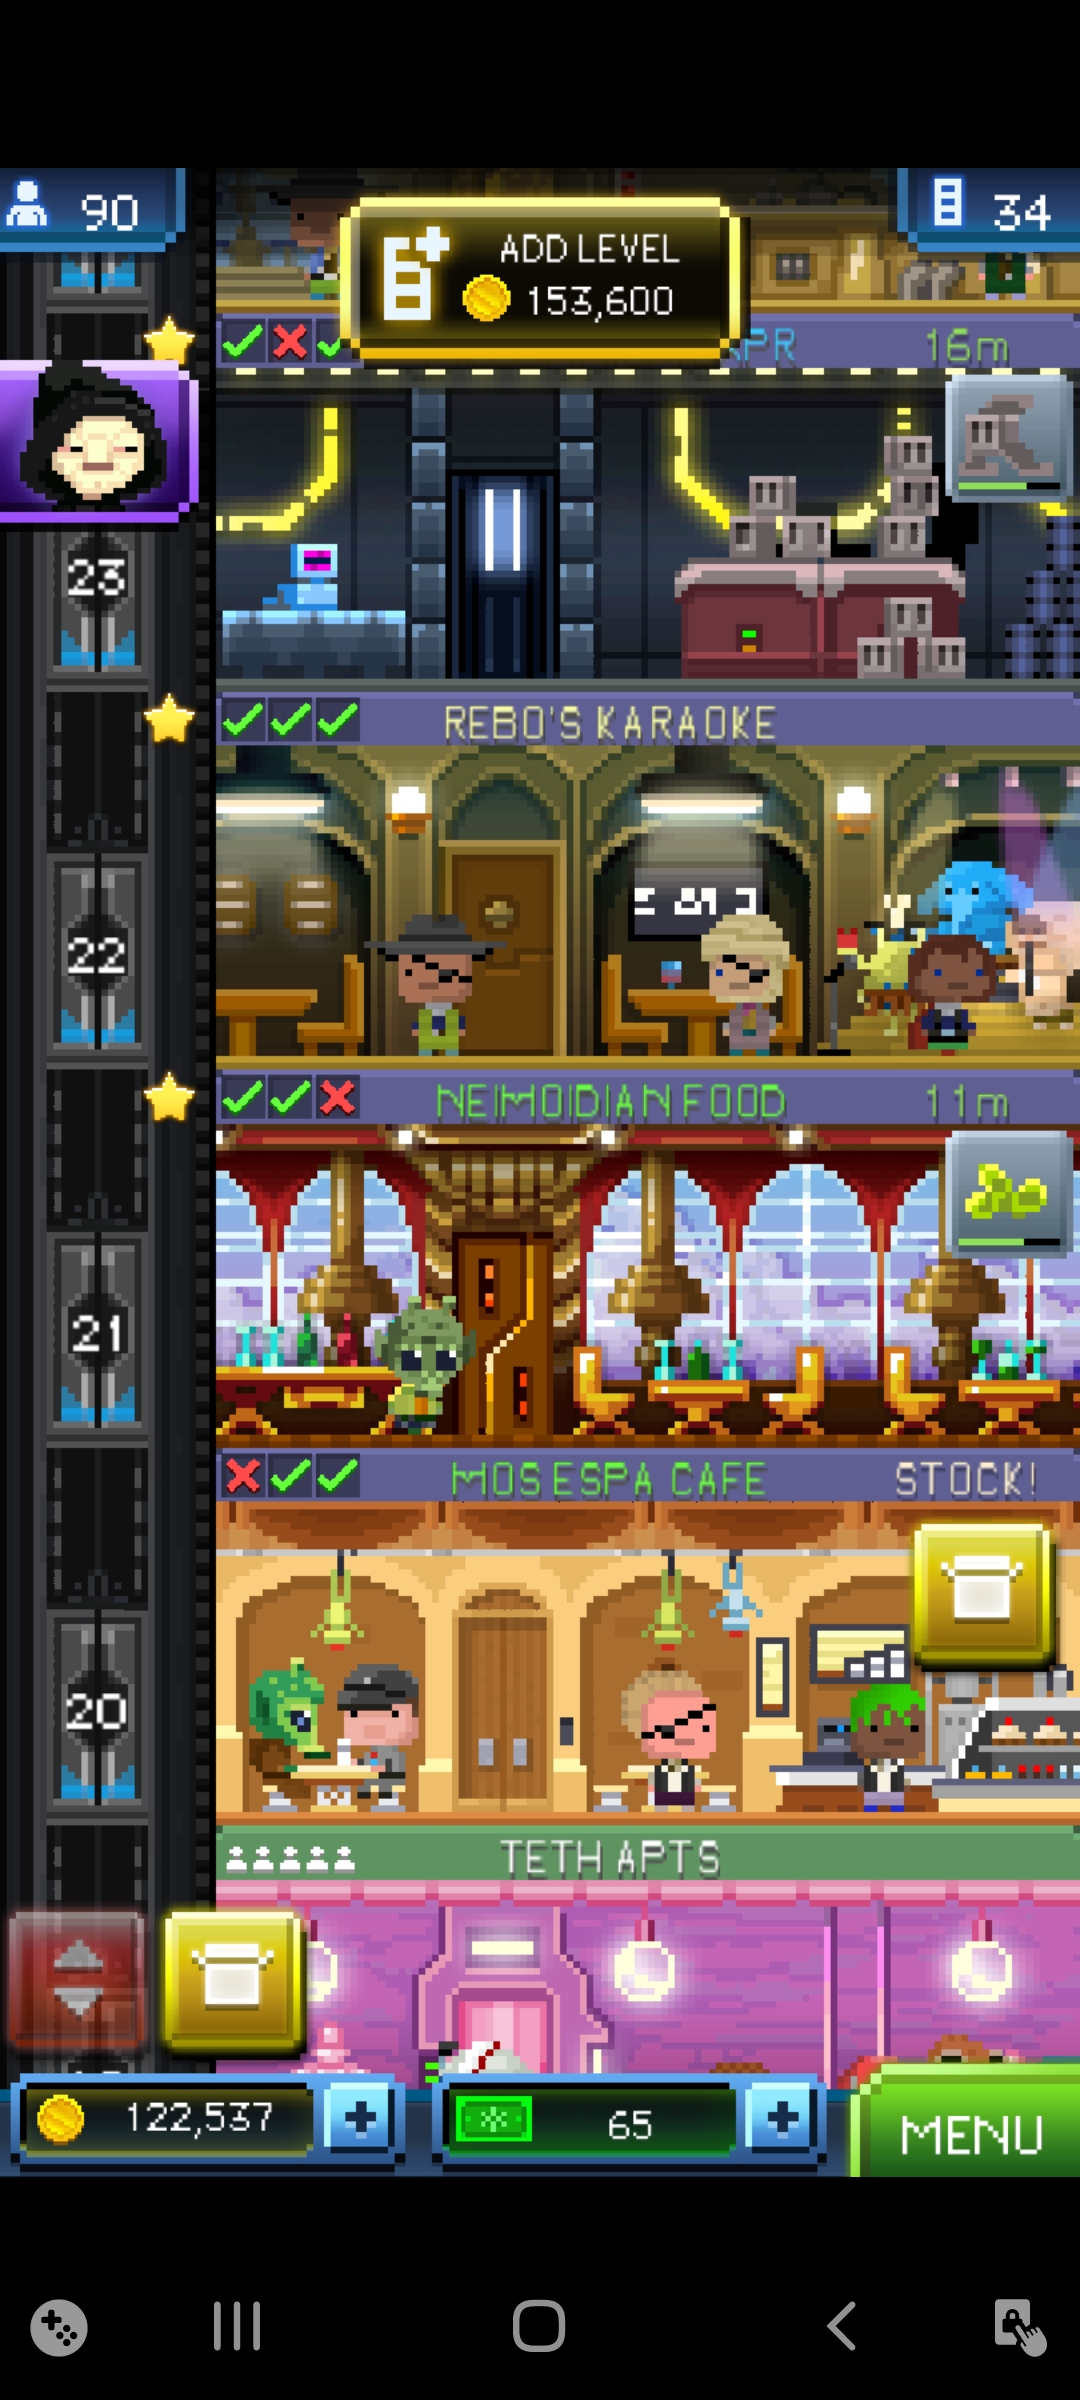 90
ADD LEVEL
153,600
34
16m
23
REBO'S KARAOKE
22
NEIMOIDIAN FOOD
11m
21
MOS ESPA CAFE
STOCK!
20
TETH APTS
122,537
65
MENU